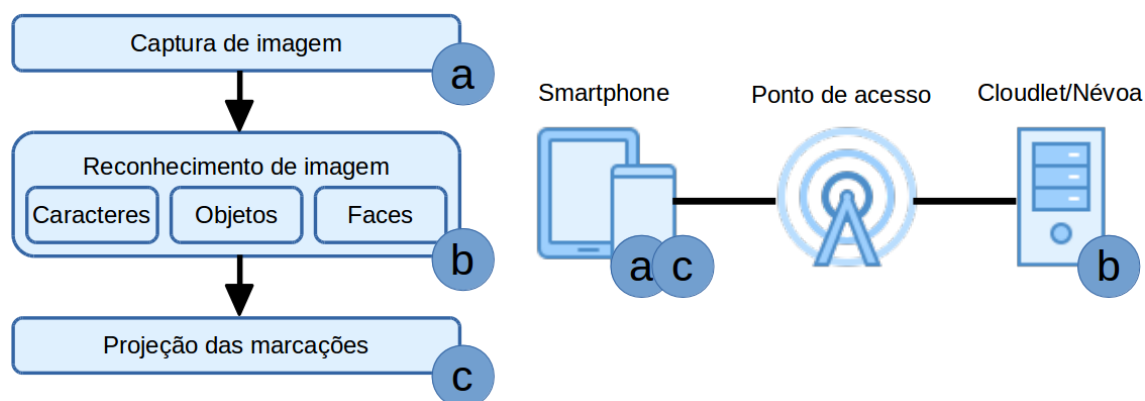 Captura de imagem
a
Reconhecimento de imagem
Caracteres Objetos Faces
b
Projeção das marcações
c
Smartphone Ponto de acesso Cloudlet/Névoa
a c b